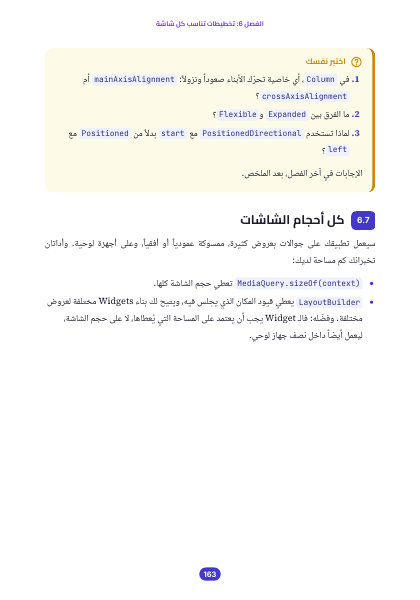 الفصل 6: تخطيطات تناسب كل شاشة
اختبر نفسك
1. في Column، أي خاصية تحرّك الأبناء صعوداً ونزولاً: mainAxisAlignment أم
crossAxisAlignment؟
2. ما الفرق بين Expanded و Flexible؟
3. لماذا تستخدم PositionedDirectional مع start بدلاً من Positioned مع
left؟
الإجابات في آخر الفصل، بعد الملخص.
6.7 كل أحجام الشاشات
سيعمل تطبيقك على جوالات بعروض كثيرة، ممسوكة عمودياً أو أفقياً، وعلى أجهزة لوحية. وأداتان
تخبرانك كم مساحة لديك:
• MediaQuery.sizeOf(context) تعطي حجم الشاشة كلها.
• LayoutBuilder يعطي قيود المكان الذي يجلس فيه، ويتيح لك بناء Widgets مختلفة لعروض
مختلفة. وفضّله: فالـ Widget يجب أن يعتمد على المساحة التي يُعطاها، لا على حجم الشاشة،
ليعمل أيضاً داخل نصف جهاز لوحي.
163